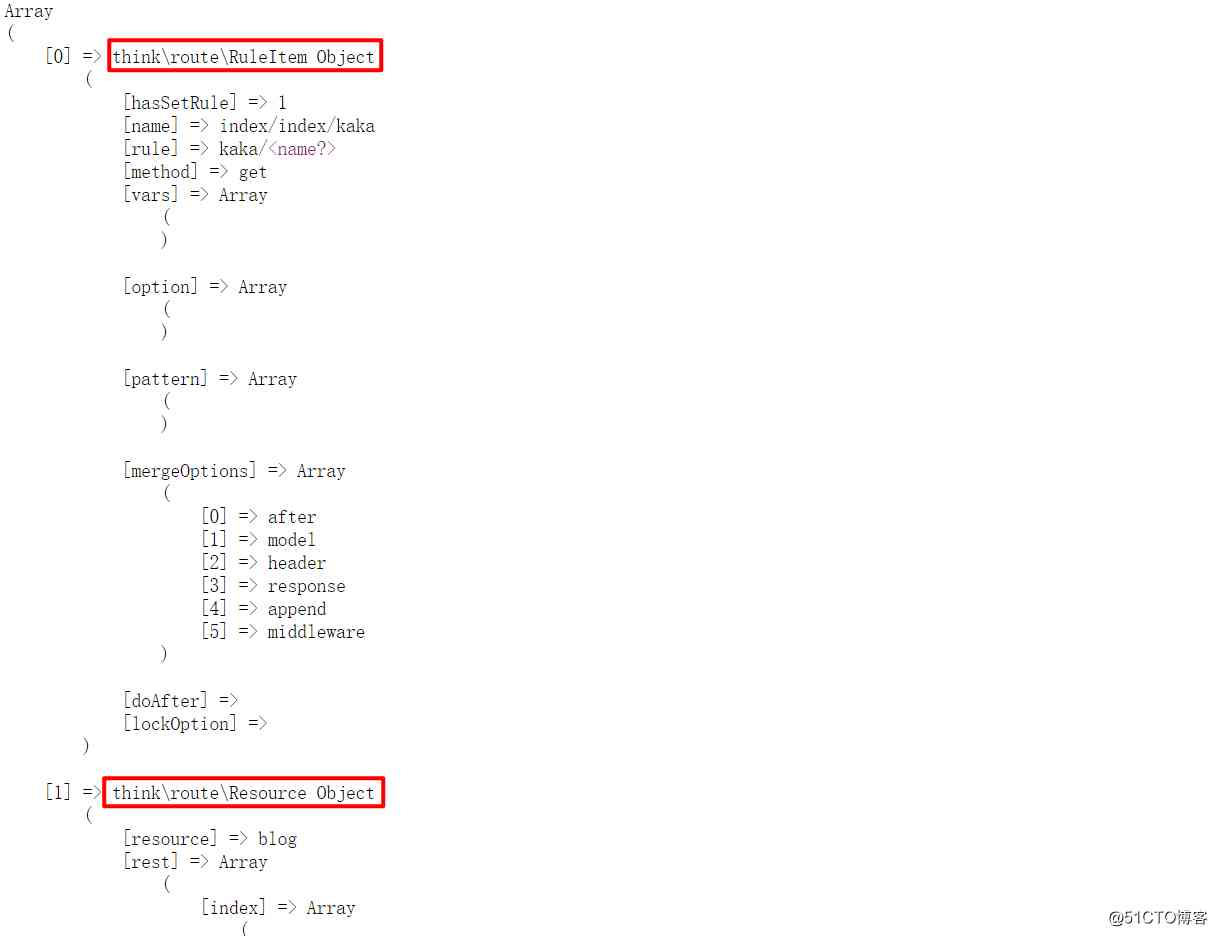 Array
(
    [0] => think\route\RuleItem Object
        (
            [hasSetRule] => 1
            [name] => index/index/kaka
            [rule] => kaka/<name?>
            [method] => get
            [vars] => Array
                (
                )
            [option] => Array
                (
                )
            [pattern] => Array
                (
                )
            [mergeOptions] => Array
                (
                    [0] => after
                    [1] => model
                    [2] => header
                    [3] => response
                    [4] => append
                    [5] => middleware
                )
            [doAfter] =>
            [lockOption] =>
        )
    [1] => think\route\Resource Object
        (
            [resource] => blog
            [rest] => Array
                (
                    [index] => Array
                        (
@51CTO博客